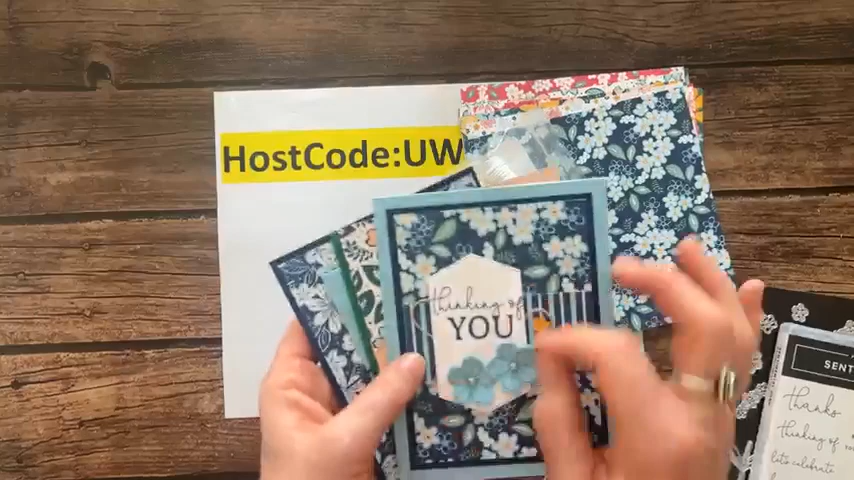 HostCode:UW
thinking of
YOU
SENT
thanks
thinking of
let's celebrate